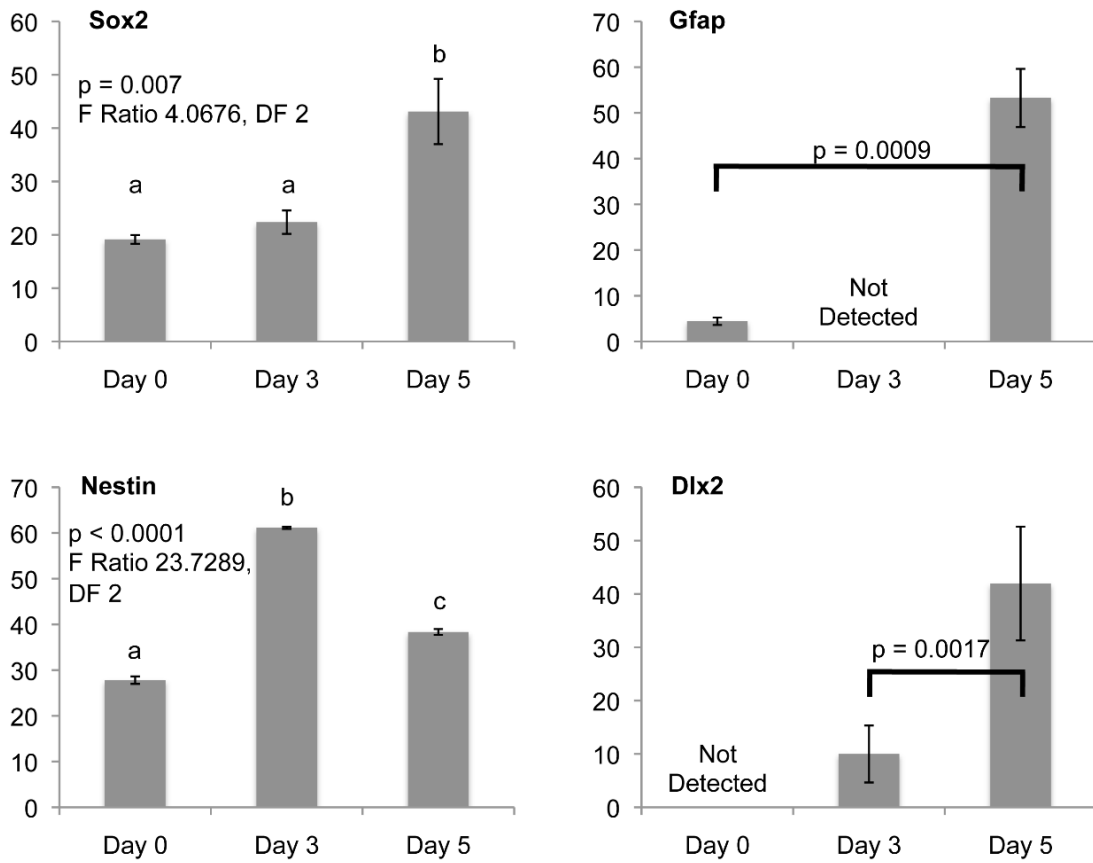 Sox2
60
50
40
30
20
10
0
p = 0.007
F Ratio 4.0676, DF 2
a
a
b
Day 0 Day 3 Day 5
Gfap
70
60
50
40
30
20
10
0
p = 0.0009
Not
Detected
Day 0 Day 3 Day 5
Nestin
70
60
50
40
30
20
10
0
p < 0.0001
F Ratio 23.7289,
DF 2
a
b
c
Day 0 Day 3 Day 5
Dlx2
60
50
40
30
20
10
0
p = 0.0017
Not
Detected
Day 0 Day 3 Day 5